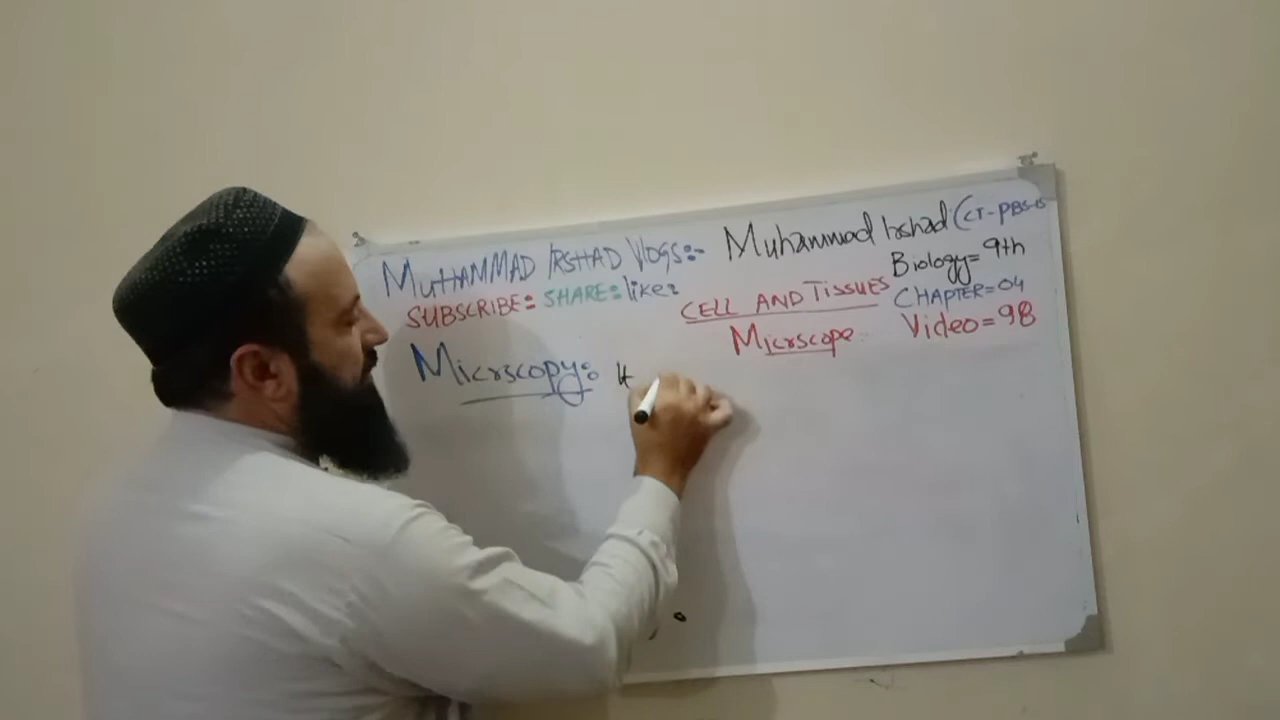 MUHAMMAD IRSHAD VLOGS:- Muhammad Irshad (CT-PBS-15
SUBSCRIBE: SHARE: like: Biology= 9th
CELL AND TISSUES CHAPTER=04
Micrscope Video=98
Micrscopy: It